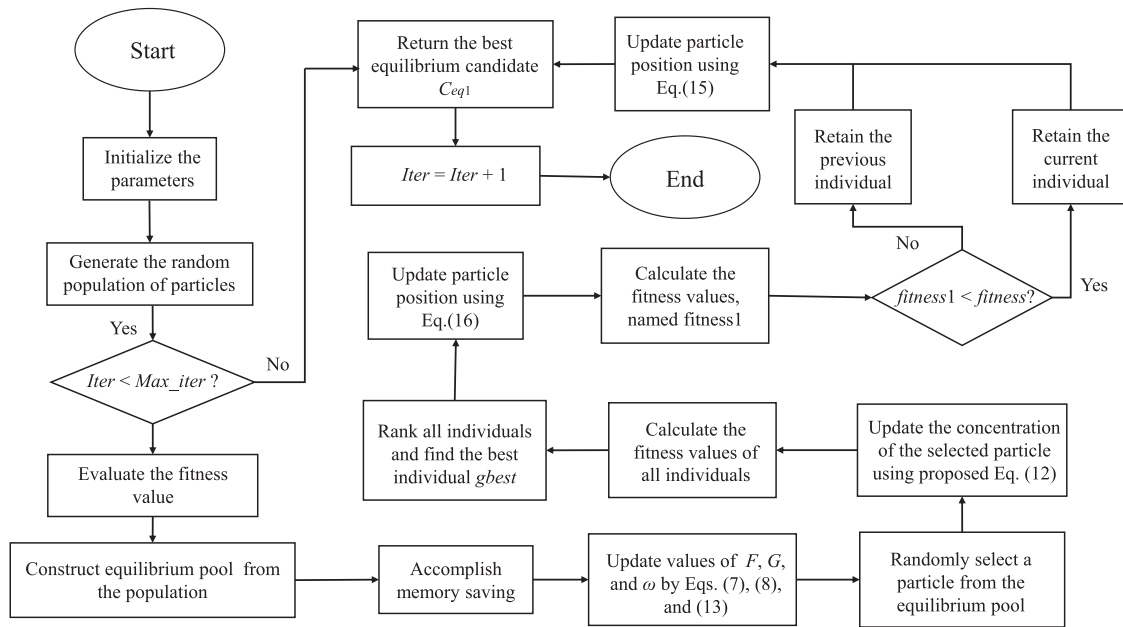 Start
Initialize the
parameters
Generate the random
population of particles
Yes
Iter < Max_iter ?
No
Evaluate the fitness
value
Construct equilibrium pool from
the population
Accomplish
memory saving
Update values of F, G,
and ω by Eqs. (7), (8),
and (13)
Randomly select a
particle from the
equilibrium pool
Update the concentration
of the selected particle
using proposed Eq. (12)
Calculate the
fitness values of
all individuals
Rank all individuals
and find the best
individual gbest
Update particle
position using
Eq.(16)
Calculate the
fitness values,
named fitness1
fitness1 < fitness?
No
Yes
Retain the
previous
individual
Retain the
current
individual
Update particle
position using
Eq.(15)
Return the best
equilibrium candidate
Ceq1
Iter = Iter + 1
End